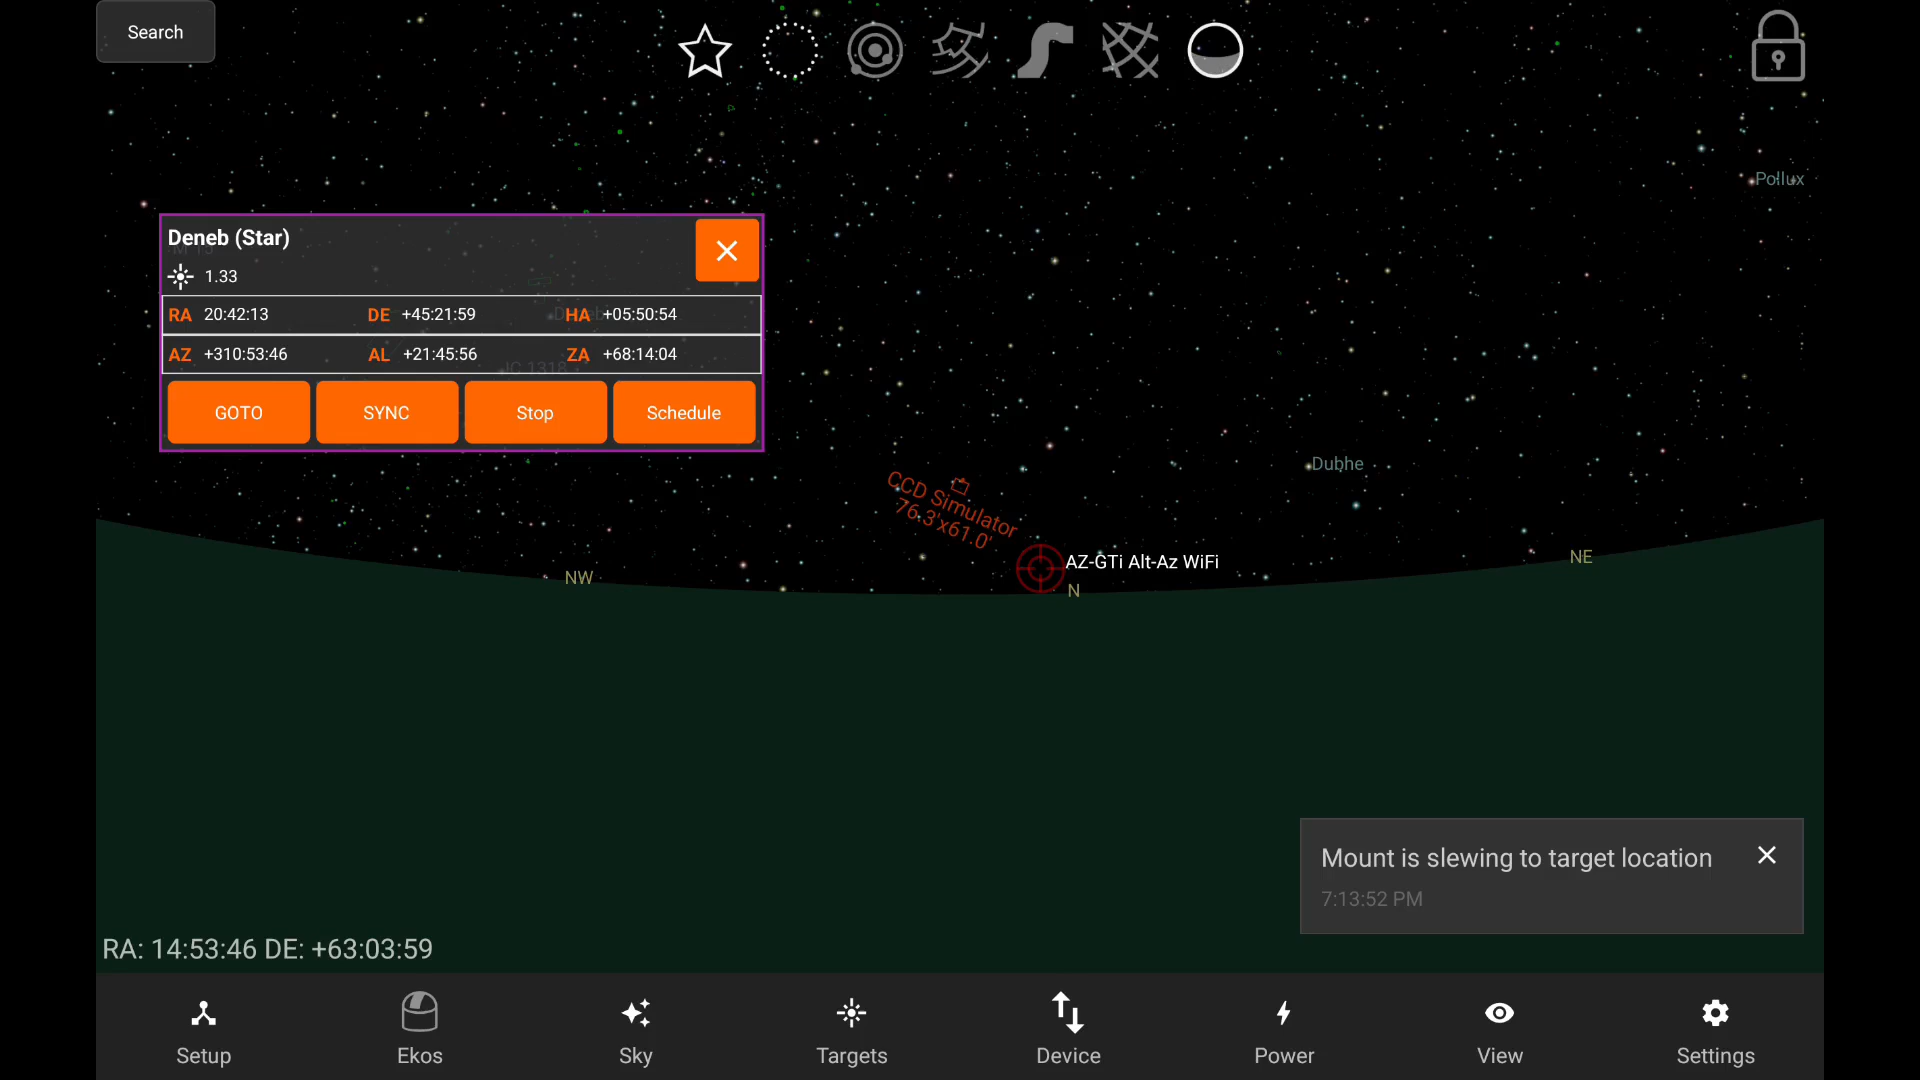 Search
Pollux
Deneb (Star)
1.33
RA 20:42:13 DE +45:21:59 HA +05:50:54
AZ +310:53:46 AL +21:45:56 ZA +68:14:04
IC 1318
GOTO SYNC Stop Schedule
Dubhe
CCD Simulator
76.3'x61.0'
AZ-GTi Alt-Az WiFi
NE
NW
N
Mount is slewing to target location
7:13:52 PM
RA: 14:53:46 DE: +63:03:59
Setup Ekos Sky Targets Device Power View Settings